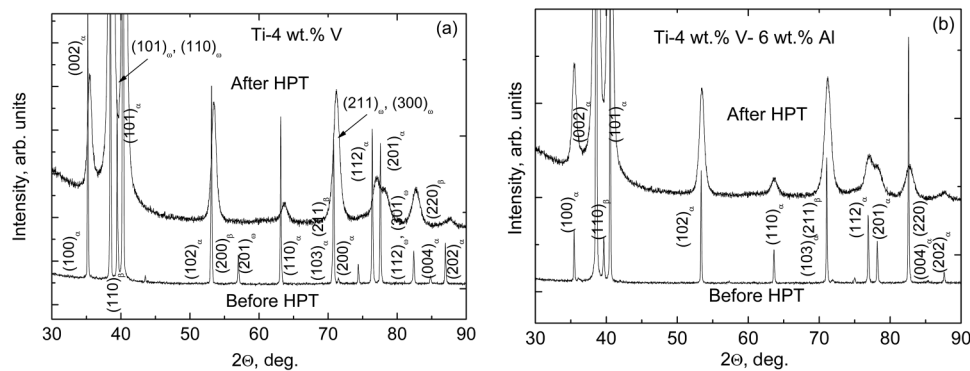 Ti-4 wt.% V
(a)
(002)α
(101)ω, (110)ω
After HPT
(101)α
(211)ω, (300)ω
(112)α
(201)α
(100)α
(110)β
(102)α
(200)β
(201)ω
(110)α
(103)α
(211)β
(200)α
(112)ω, (301)ω
(220)β
(004)α
(202)α
Before HPT
Intensity, arb. units
30 40 50 60 70 80 90
2Θ, deg.
Ti-4 wt.% V- 6 wt.% Al
(b)
(002)α
(101)α
After HPT
(100)α
(110)β
(102)α
(110)α
(103)α
(211)β
(112)α
(201)α
(004)α
(220)
(202)α
Before HPT
Intensity, arb. units
30 40 50 60 70 80 90
2Θ, deg.